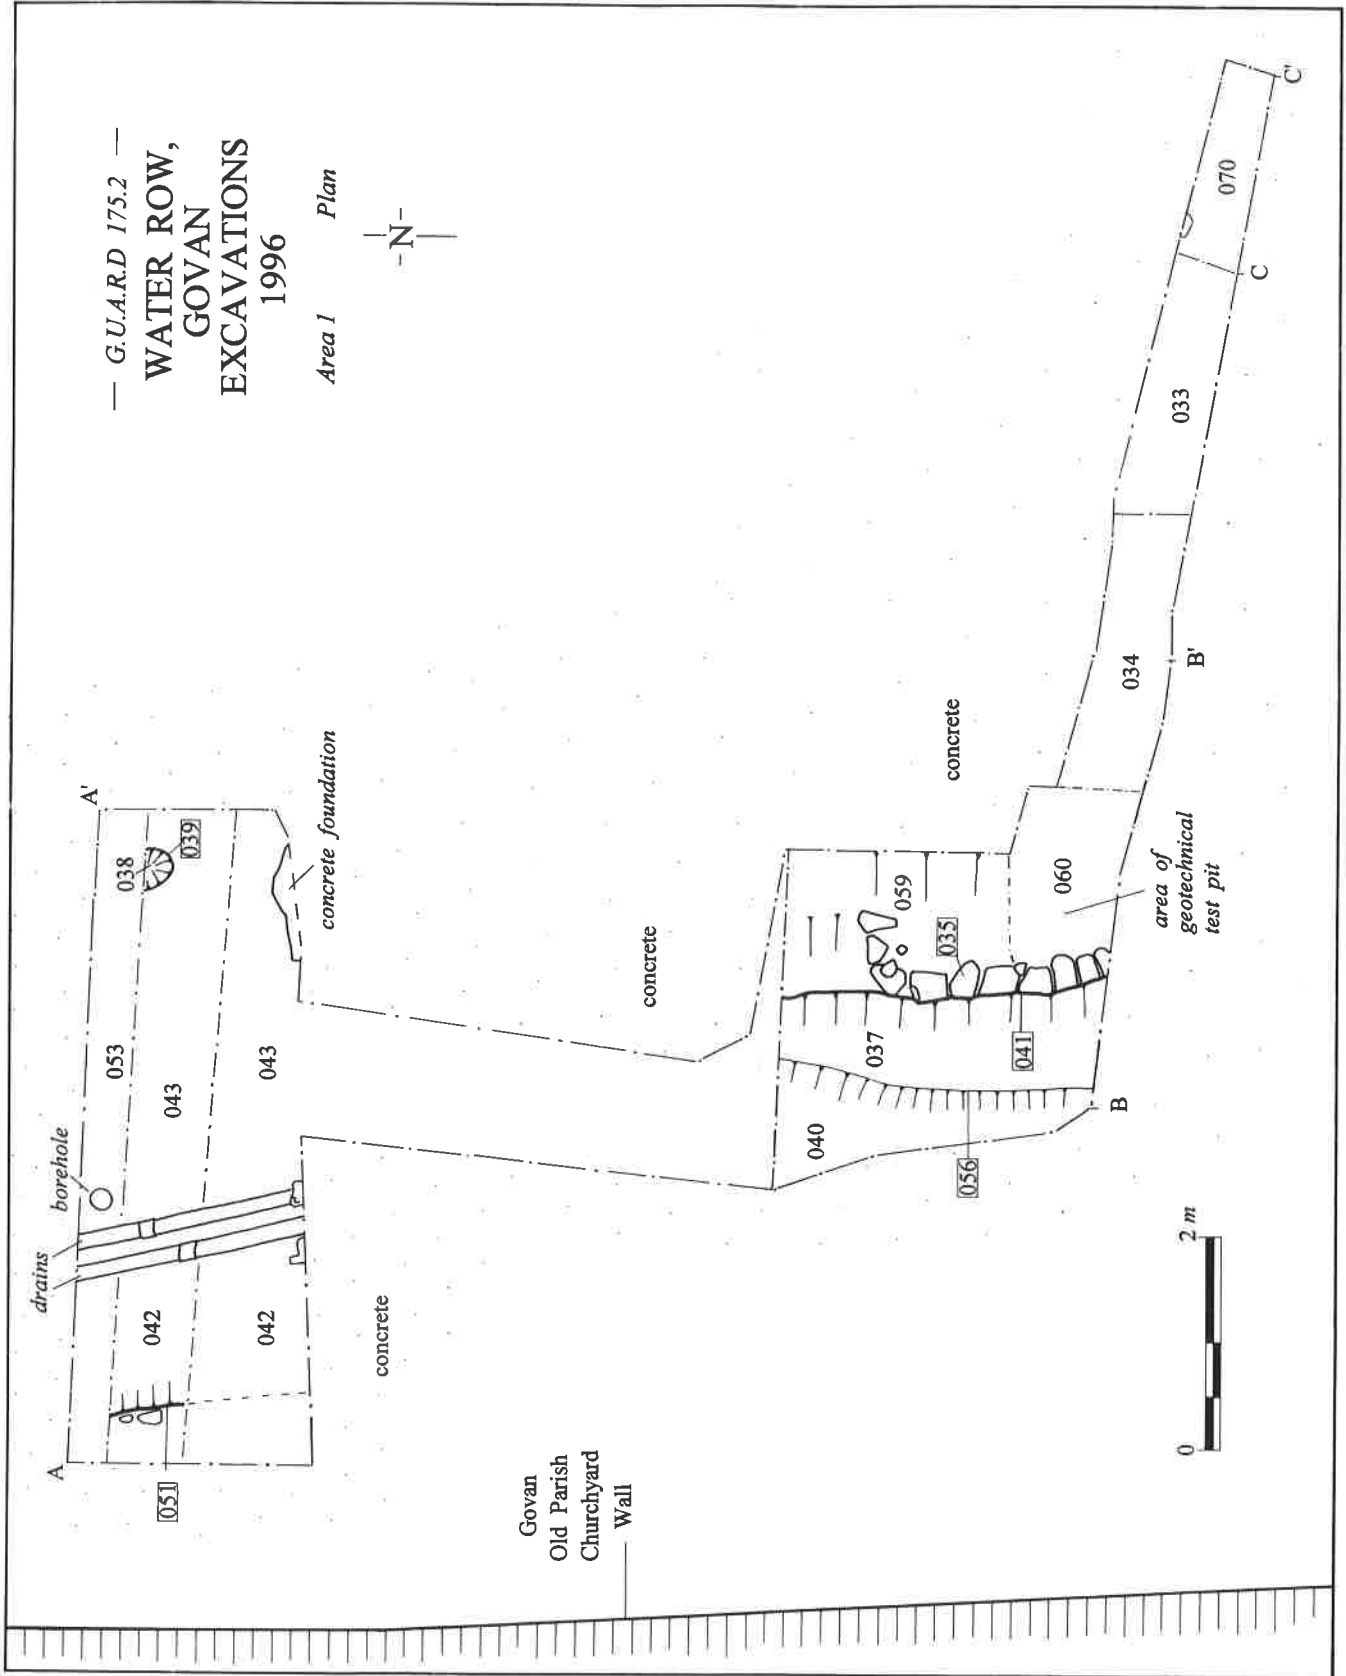 — G.U.A.R.D 175.2 —
WATER ROW,
GOVAN
EXCAVATIONS
1996
Area 1 Plan
N
A
A'
drains
borehole
053
038
039
042
043
051
042
043
concrete foundation
concrete
concrete
concrete
Govan
Old Parish
Churchyard
Wall
040
037
059
035
041
056
060
area of
geotechnical
test pit
B
B'
034
033
070
C
C'
0 2 m